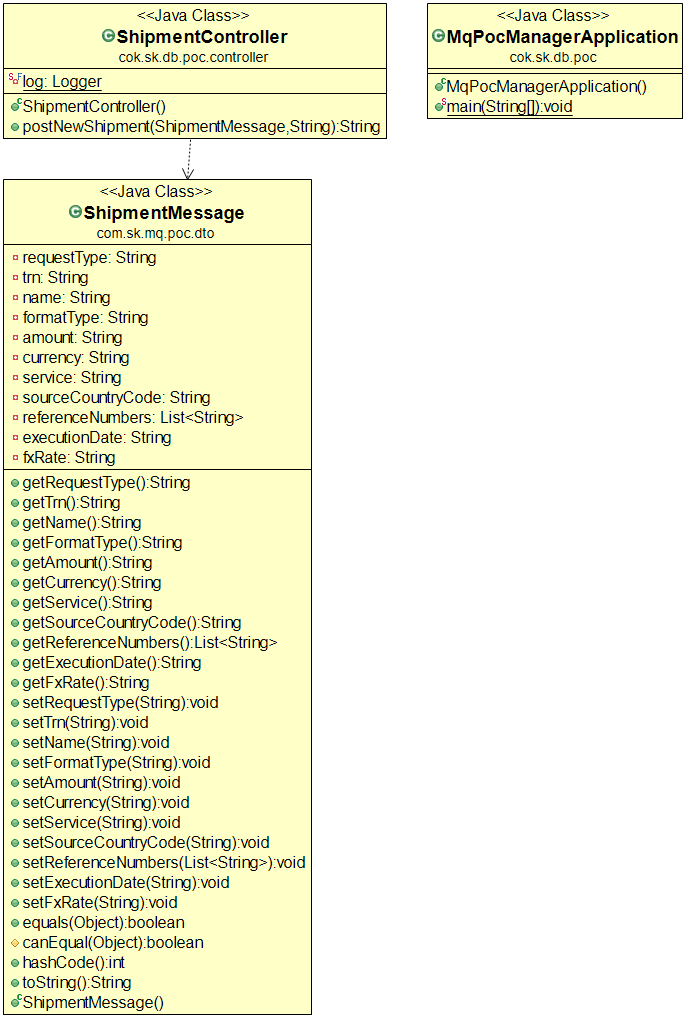 <<Java Class>>
ShipmentController
cok.sk.db.poc.controller
log: Logger
ShipmentController()
postNewShipment(ShipmentMessage,String):String
<<Java Class>>
MqPocManagerApplication
cok.sk.db.poc
MqPocManagerApplication()
main(String[]):void
<<Java Class>>
ShipmentMessage
com.sk.mq.poc.dto
requestType: String
trn: String
name: String
formatType: String
amount: String
currency: String
service: String
sourceCountryCode: String
referenceNumbers: List<String>
executionDate: String
fxRate: String
getRequestType():String
getTrn():String
getName():String
getFormatType():String
getAmount():String
getCurrency():String
getService():String
getSourceCountryCode():String
getReferenceNumbers():List<String>
getExecutionDate():String
getFxRate():String
setRequestType(String):void
setTrn(String):void
setName(String):void
setFormatType(String):void
setAmount(String):void
setCurrency(String):void
setService(String):void
setSourceCountryCode(String):void
setReferenceNumbers(List<String>):void
setExecutionDate(String):void
setFxRate(String):void
equals(Object):boolean
canEqual(Object):boolean
hashCode():int
toString():String
ShipmentMessage()